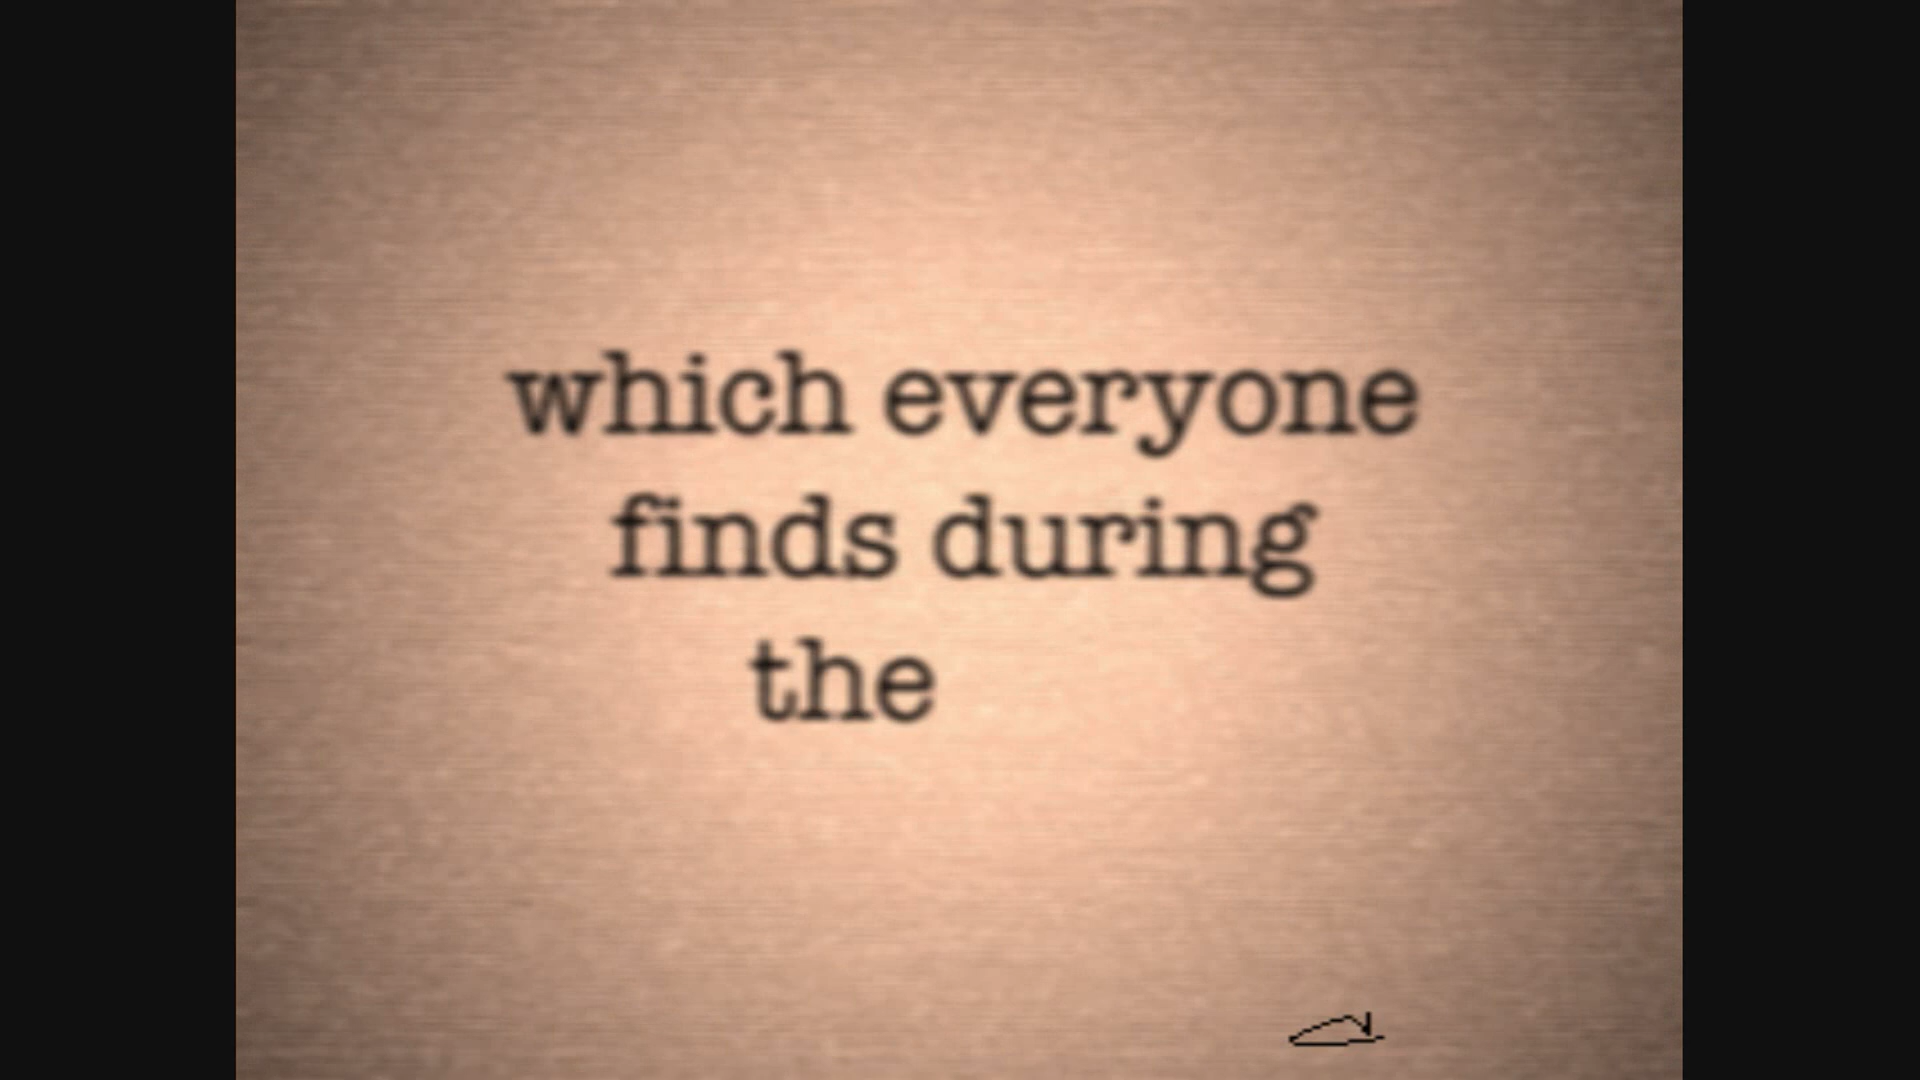 which everyone
finds during
the